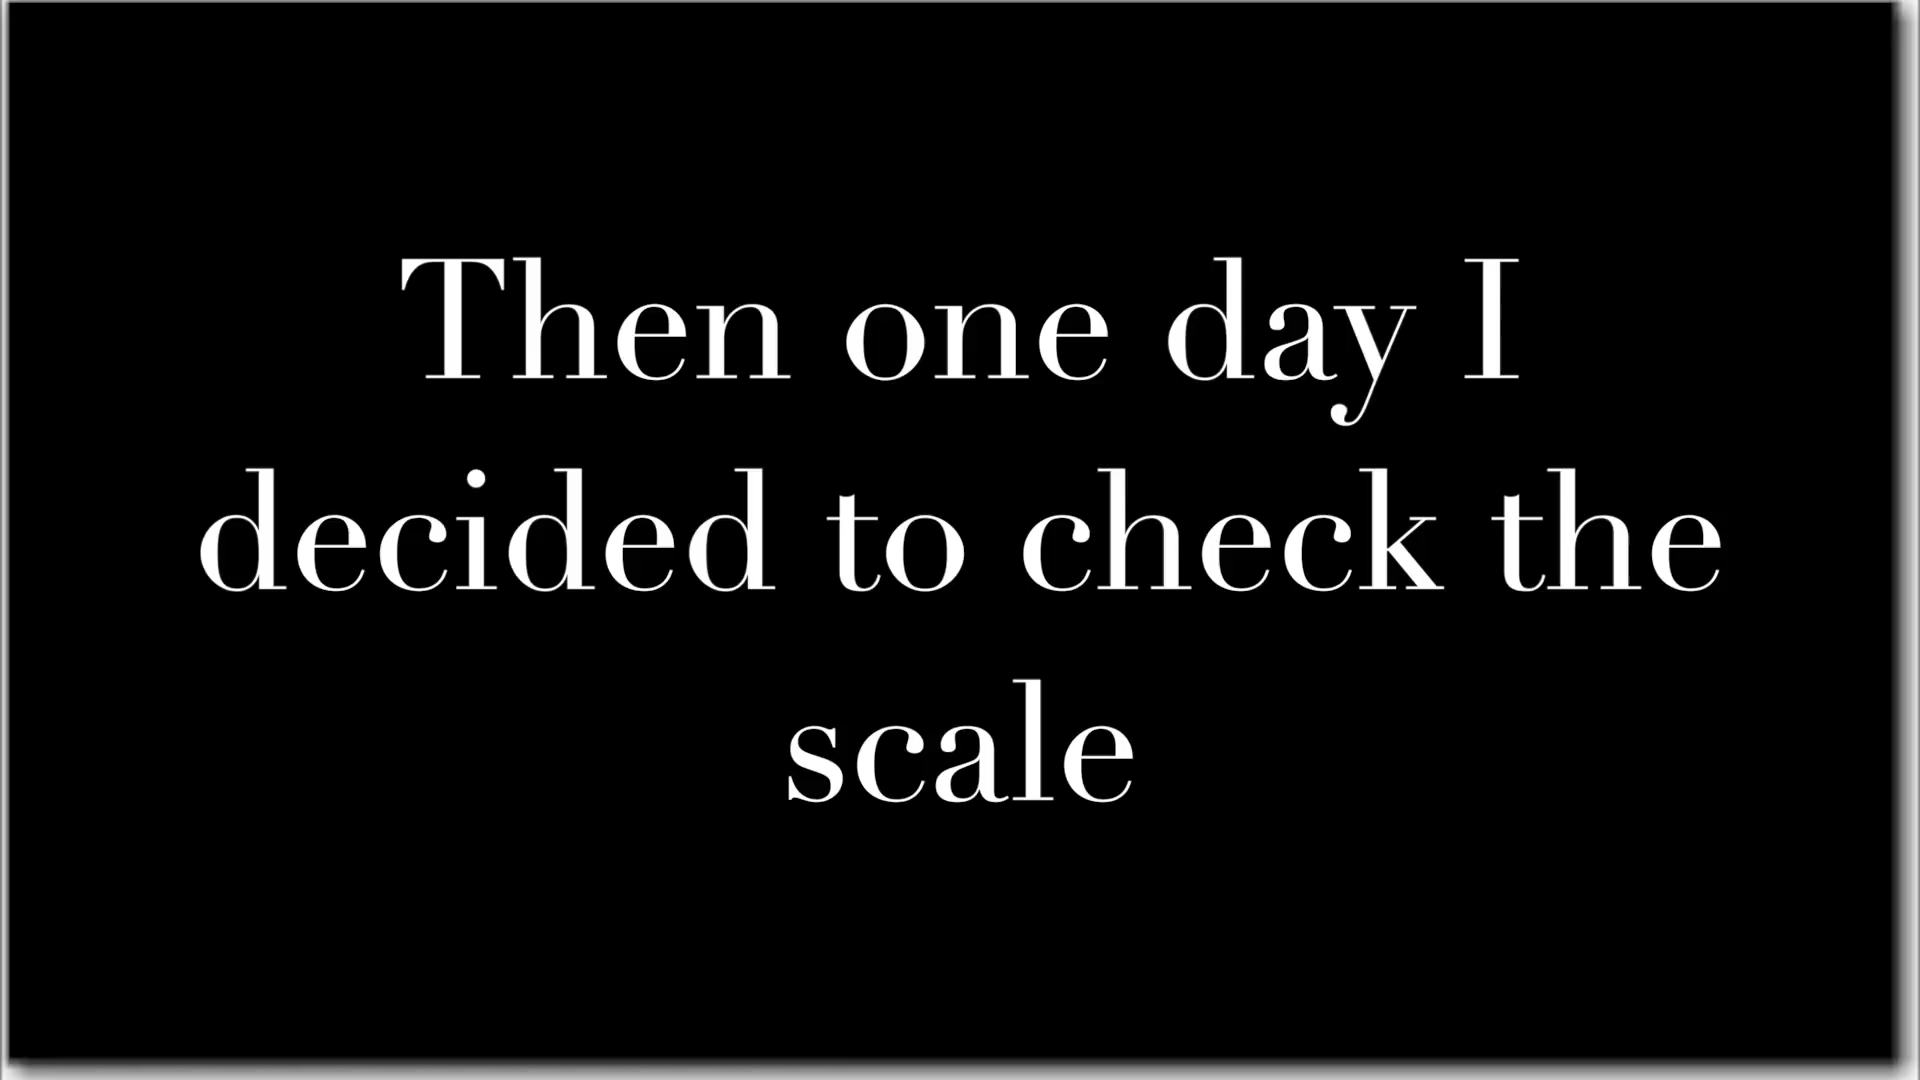 Then one day I
decided to check the
scale